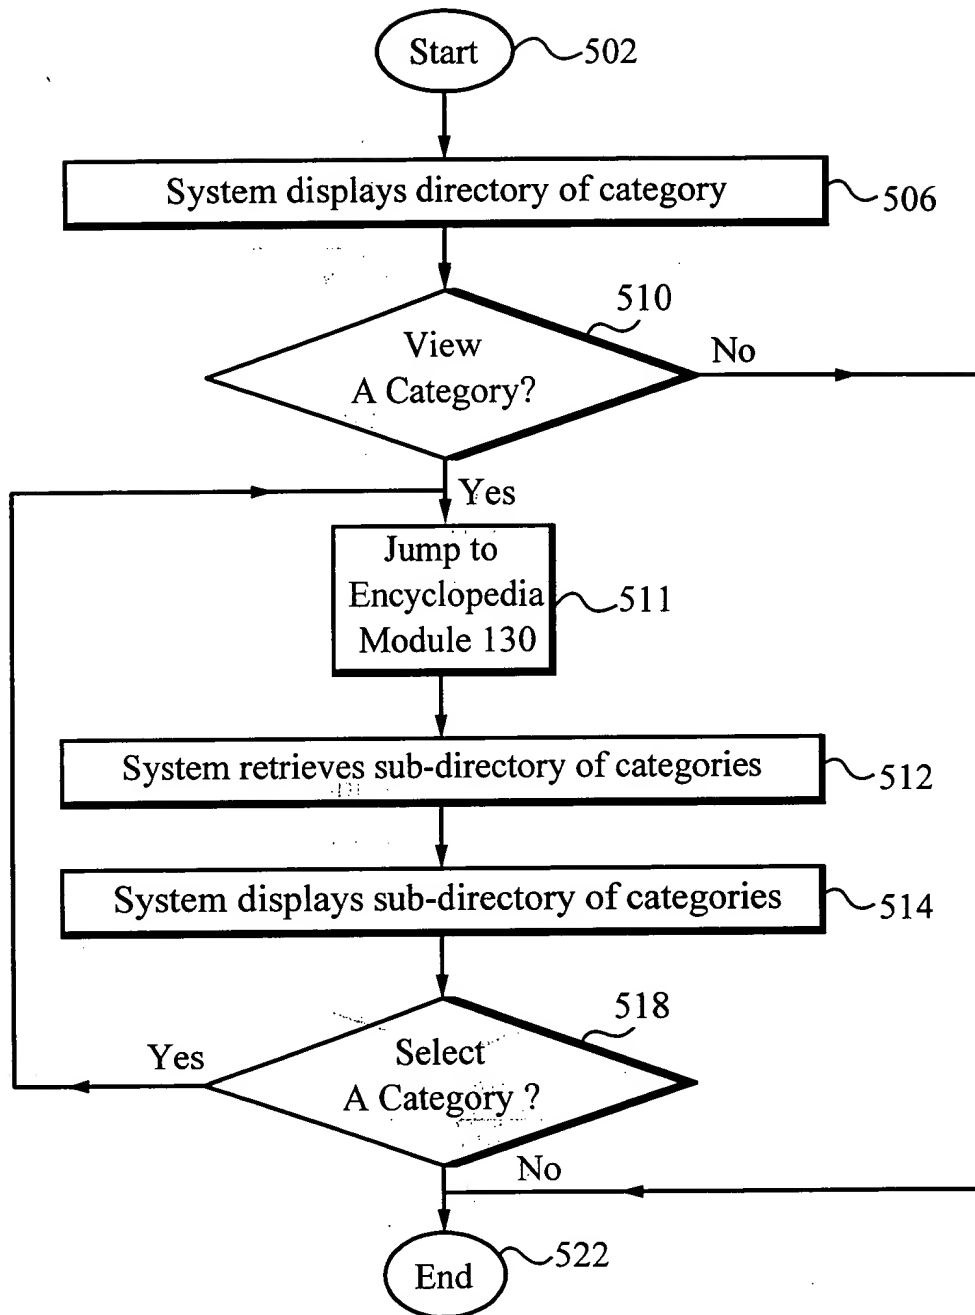 Start
502
System displays directory of category
506
510
View
A Category?
No
Yes
Jump to
Encyclopedia
Module 130
511
System retrieves sub-directory of categories
512
System displays sub-directory of categories
514
518
Yes
Select
A Category ?
No
End
522